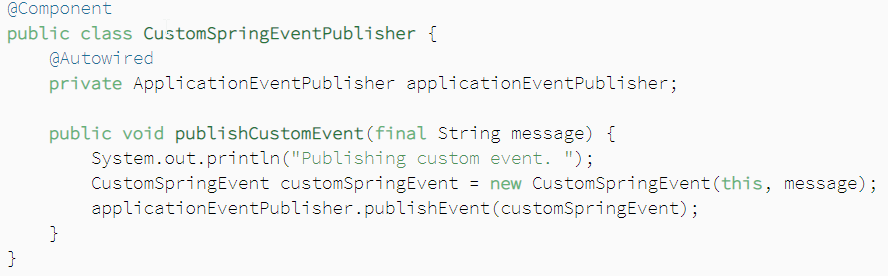 @Component
public class CustomSpringEventPublisher {
    @Autowired
    private ApplicationEventPublisher applicationEventPublisher;

    public void publishCustomEvent(final String message) {
        System.out.println("Publishing custom event. ");
        CustomSpringEvent customSpringEvent = new CustomSpringEvent(this, message);
        applicationEventPublisher.publishEvent(customSpringEvent);
    }
}